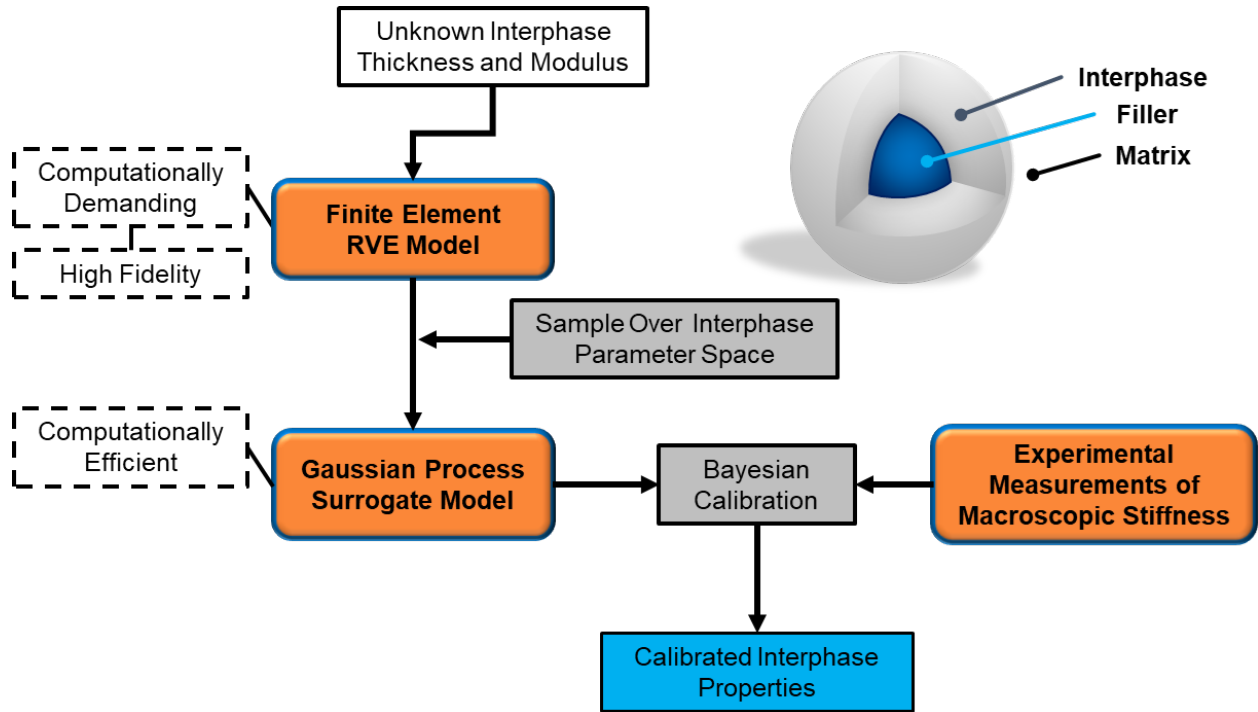 Unknown Interphase
Thickness and Modulus
Interphase
Filler
Matrix
Computationally
Demanding
High Fidelity
Finite Element
RVE Model
Sample Over Interphase
Parameter Space
Computationally
Efficient
Gaussian Process
Surrogate Model
Bayesian
Calibration
Experimental
Measurements of
Macroscopic Stiffness
Calibrated Interphase
Properties